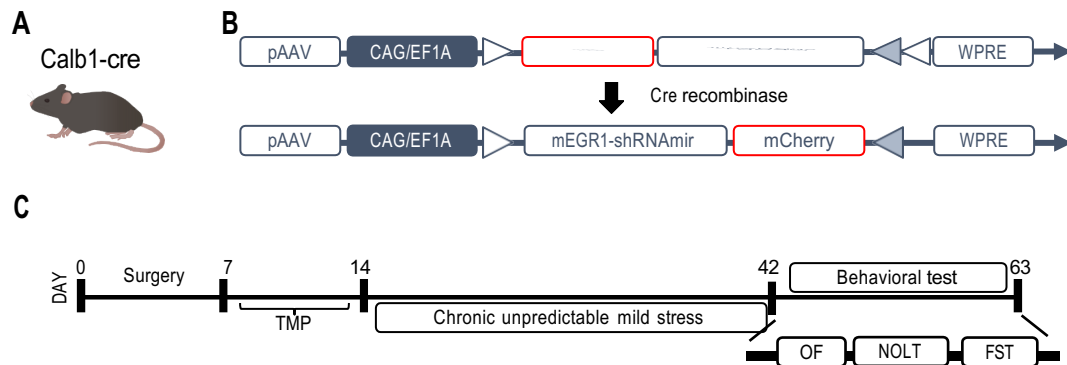 A
Calb1-cre
B
pAAV
CAG/EF1A
WPRE
Cre recombinase
pAAV
CAG/EF1A
mEGR1-shRNAmir
mCherry
WPRE
C
DAY
0
Surgery
7
14
42
Behavioral test
63
TMP
Chronic unpredictable mild stress
OF
NOLT
FST